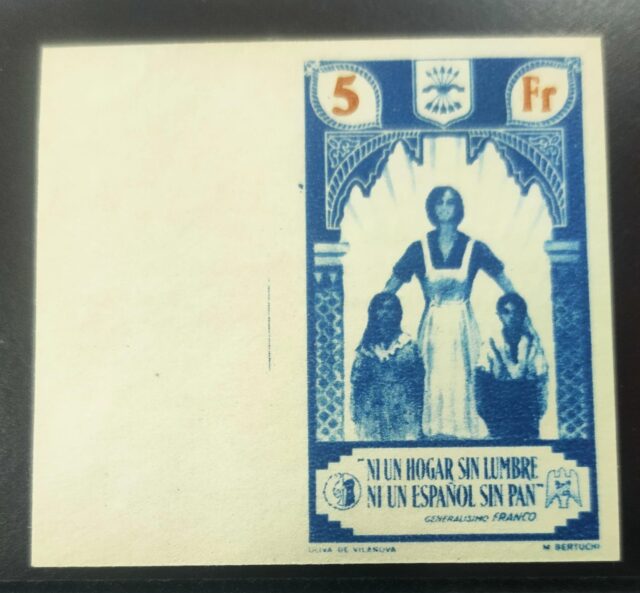 5 Fr
"NI UN HOGAR SIN LUMBRE
NI UN ESPAÑOL SIN PAN"
GENERALISIMO FRANCO
OLIVA DE VILANOVA M BERTUCHI